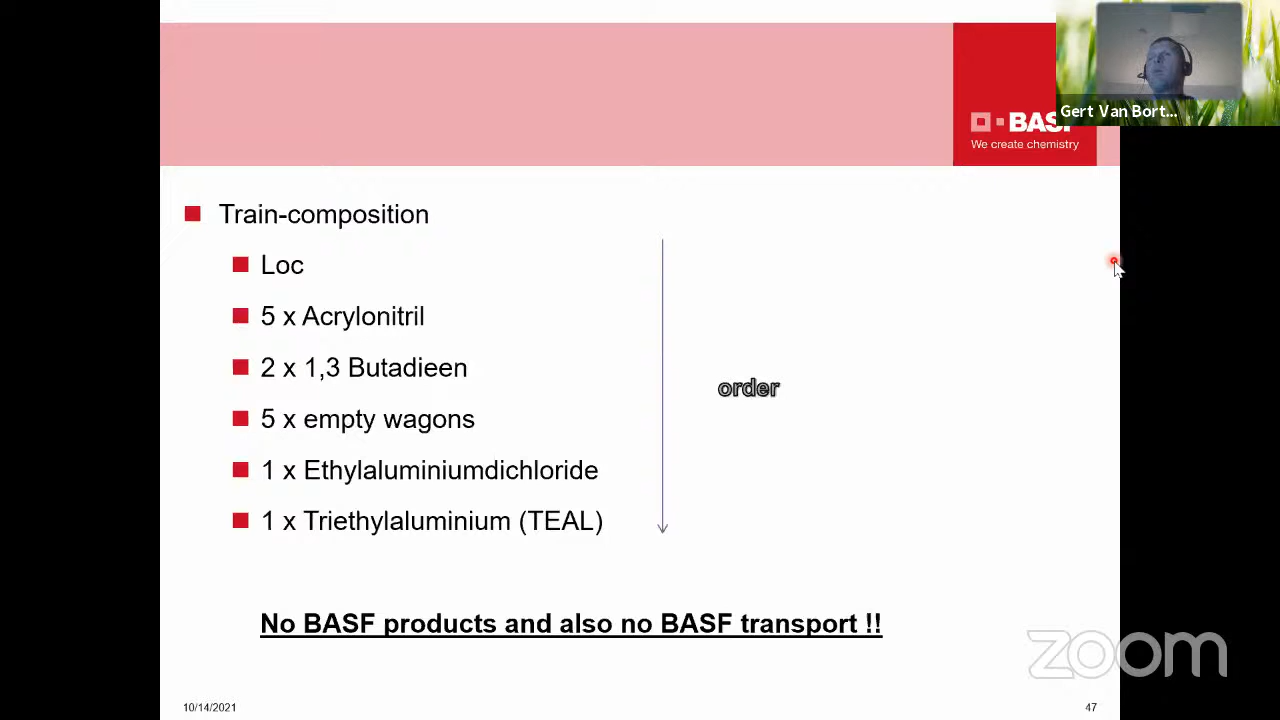 BASF
We create chemistry
Gert Van Bort...
Train-composition
Loc
5 x Acrylonitril
2 x 1,3 Butadieen
5 x empty wagons
1 x Ethylaluminiumdichloride
1 x Triethylaluminium (TEAL)
order
No BASF products and also no BASF transport !!
zoom
10/14/2021
47